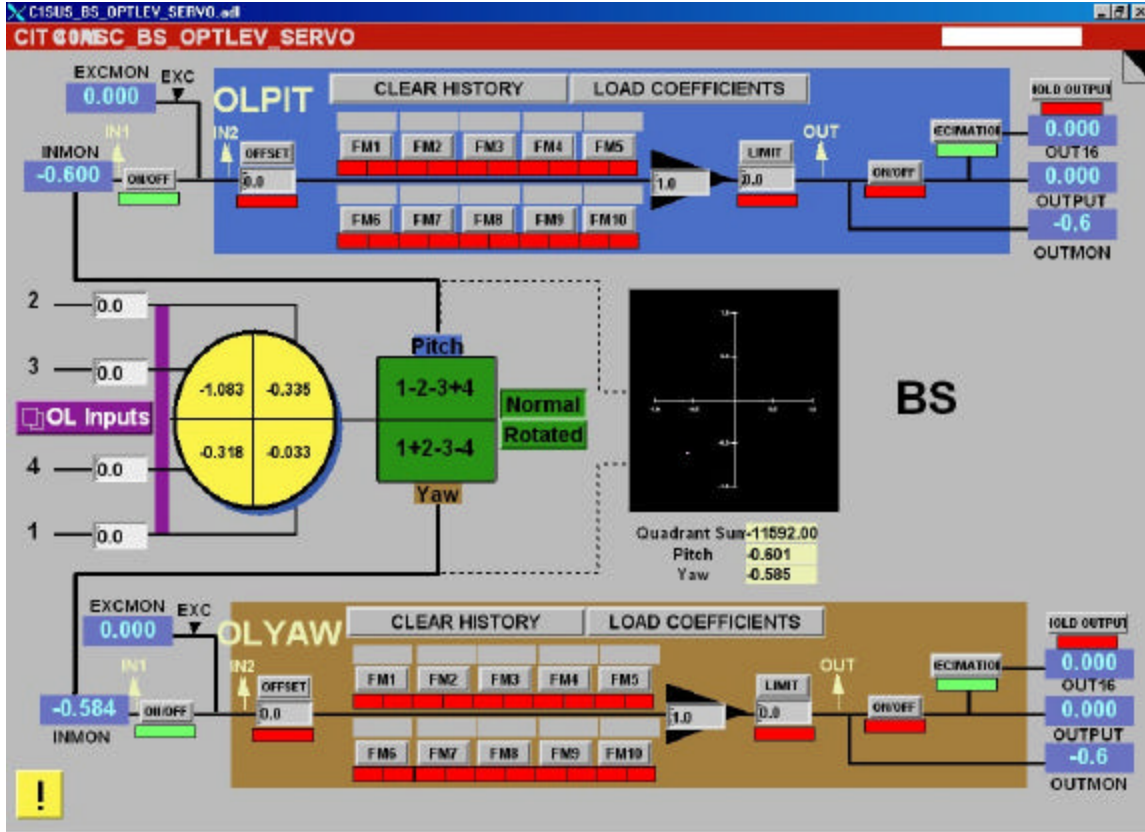 C1SUS_BS_OPTLEV_SERVO.adl
SC_BS_OPTLEV_SERVO
EXCMON EXC
0.000
OLPIT
CLEAR HISTORY LOAD COEFFICIENTS
HOLD OUTPUT
IN1 IN2
OUT
DECIMATION
0.000
OUT16
INMON
-0.600
ON/OFF
OFFSET
0.0
FM1 FM2 FM3 FM4 FM5
1.0
LIMIT
0.0
ON/OFF
0.000
OUTPUT
FM6 FM7 FM8 FM9 FM10
-0.6
OUTMON
2 0.0
3 0.0
OL Inputs
4 0.0
1 0.0
-1.083 -0.335
-0.318 -0.033
Pitch
1-2-3+4
1+2-3-4
Yaw
Normal
Rotated
BS
Quadrant Sum -11592.00
Pitch -0.601
Yaw -0.585
EXCMON EXC
0.000
OLYAW
CLEAR HISTORY LOAD COEFFICIENTS
HOLD OUTPUT
IN1 IN2
OUT
DECIMATION
0.000
OUT16
-0.584
INMON
ON/OFF
OFFSET
0.0
FM1 FM2 FM3 FM4 FM5
1.0
LIMIT
0.0
ON/OFF
0.000
OUTPUT
FM6 FM7 FM8 FM9 FM10
-0.6
OUTMON
!